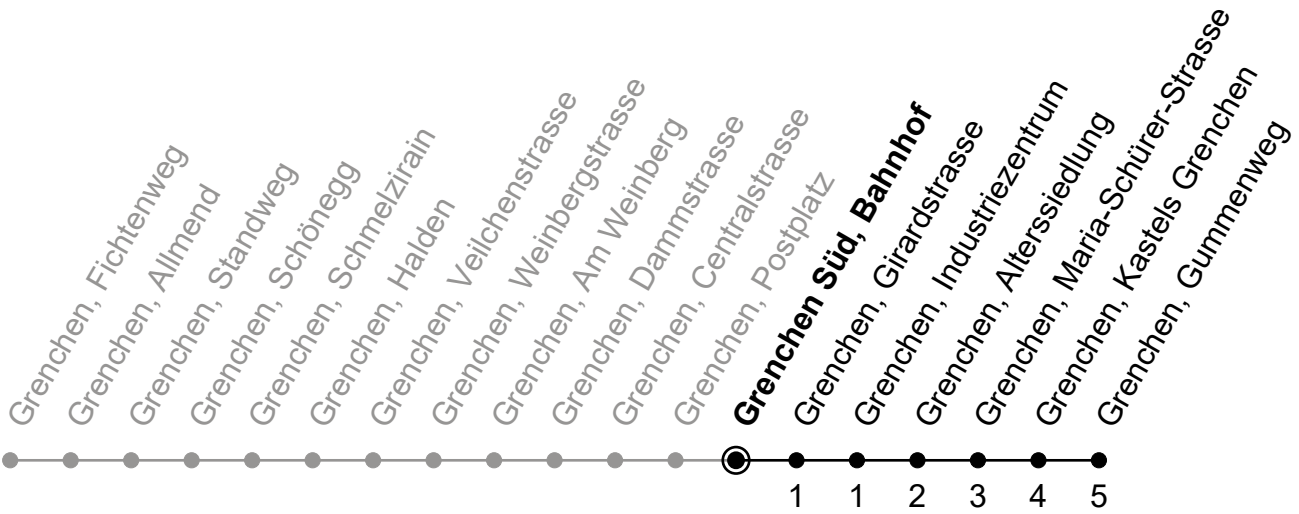 Grenchen, Fichtenweg
Grenchen, Allmend
Grenchen, Standweg
Grenchen, Schönegg
Grenchen, Schmelzirain
Grenchen, Halden
Grenchen, Veilchenstrasse
Grenchen, Weinbergstrasse
Grenchen, Am Weinberg
Grenchen, Dammstrasse
Grenchen, Centralstrasse
Grenchen, Postplatz
Grenchen Süd, Bahnhof
Grenchen, Girardstrasse
Grenchen, Industriezentrum
Grenchen, Alterssiedlung
Grenchen, Maria-Schürer-Strasse
Grenchen, Kastels Grenchen
Grenchen, Gummenweg
1 1 2 3 4 5